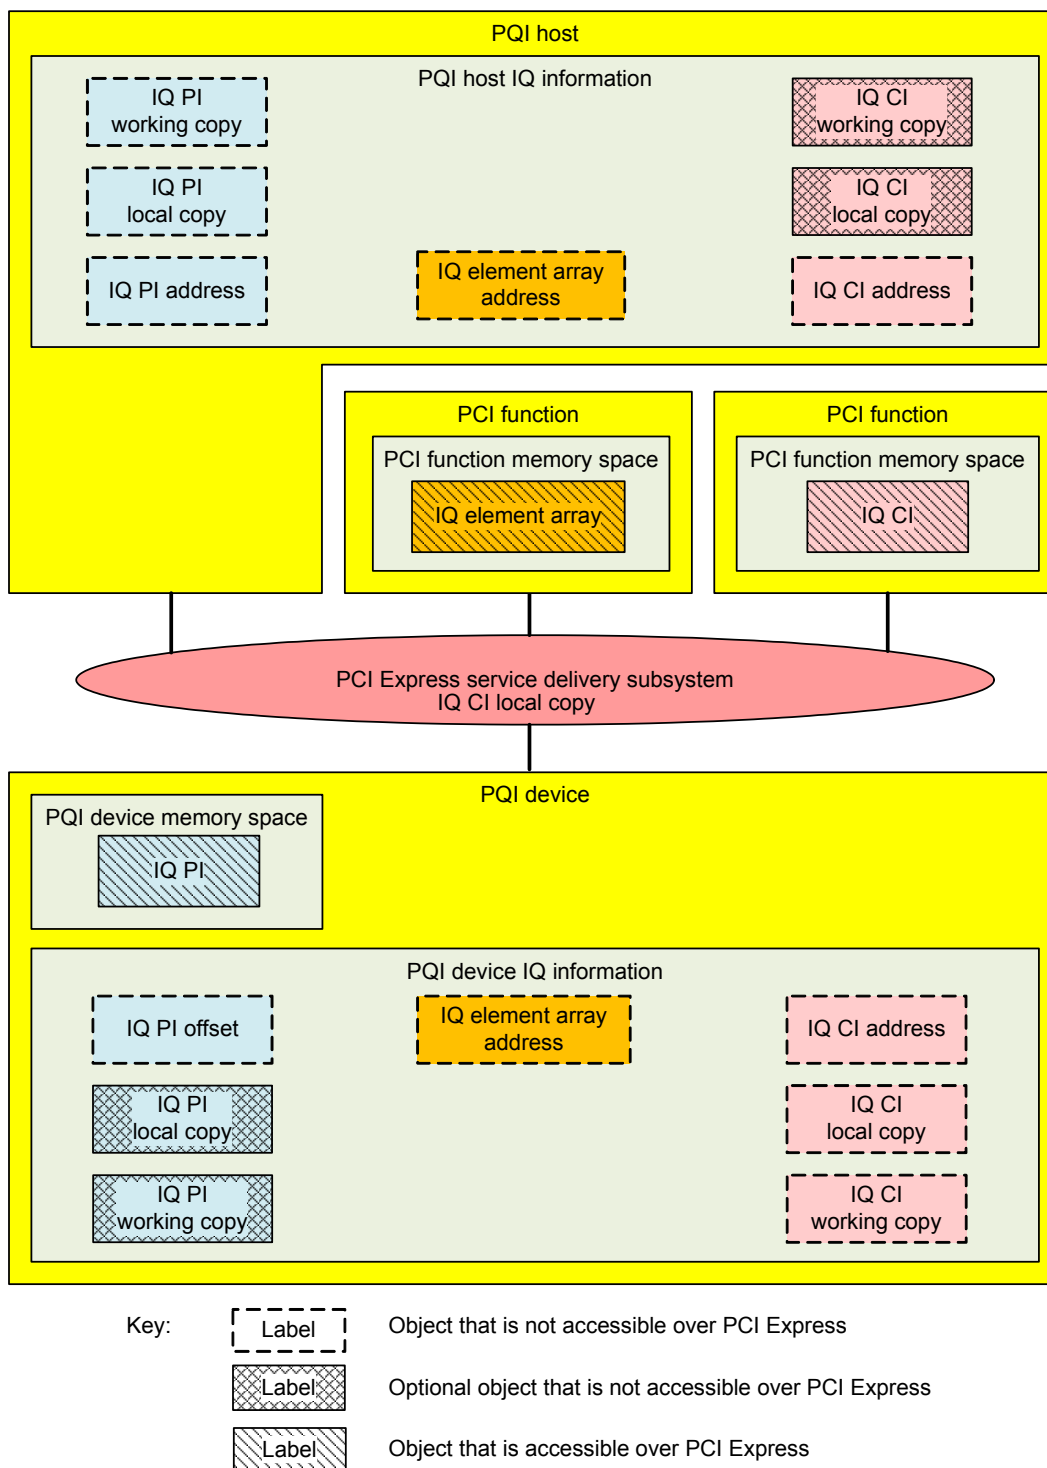 PQI host
PQI host IQ information
IQ PI
working copy
IQ CI
working copy
IQ PI
local copy
IQ CI
local copy
IQ PI address
IQ element array
address
IQ CI address
PCI function
PCI function
PCI function memory space
PCI function memory space
IQ element array
IQ CI
PCI Express service delivery subsystem
IQ CI local copy
PQI device
PQI device memory space
IQ PI
PQI device IQ information
IQ PI offset
IQ element array
address
IQ CI address
IQ PI
local copy
IQ CI
local copy
IQ PI
working copy
IQ CI
working copy
Key:
Label
Object that is not accessible over PCI Express
Label
Optional object that is not accessible over PCI Express
Label
Object that is accessible over PCI Express